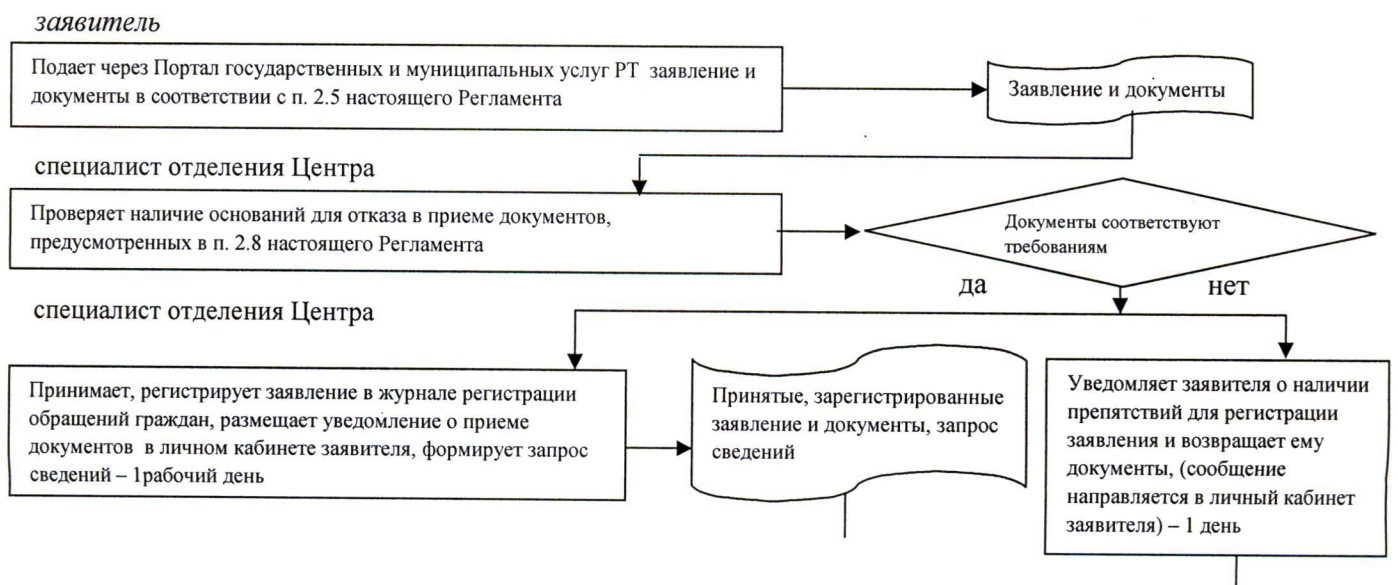 заявитель
Подает через Портал государственных и муниципальных услуг РТ заявление и
документы в соответствии с п. 2.5 настоящего Регламента
Заявление и документы
специалист отделения Центра
Проверяет наличие оснований для отказа в приеме документов,
предусмотренных в п. 2.8 настоящего Регламента
Документы соответствуют
требованиям
да
нет
специалист отделения Центра
Принимает, регистрирует заявление в журнале регистрации
обращений граждан, размещает уведомление о приеме
документов в личном кабинете заявителя, формирует запрос
сведений – 1рабочий день
Принятые, зарегистрированные
заявление и документы, запрос
сведений
Уведомляет заявителя о наличии
препятствий для регистрации
заявления и возвращает ему
документы, (сообщение
направляется в личный кабинет
заявителя) – 1 день